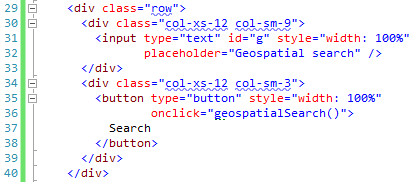 29 <div class="row">
30 <div class="col-xs-12 col-sm-9">
31 <input type="text" id="g" style="width: 100%"
32 placeholder="Geospatial search" />
33 </div>
34 <div class="col-xs-12 col-sm-3">
35 <button type="button" style="width: 100%"
36 onclick="geospatialSearch()">
37 Search
38 </button>
39 </div>
40 </div>